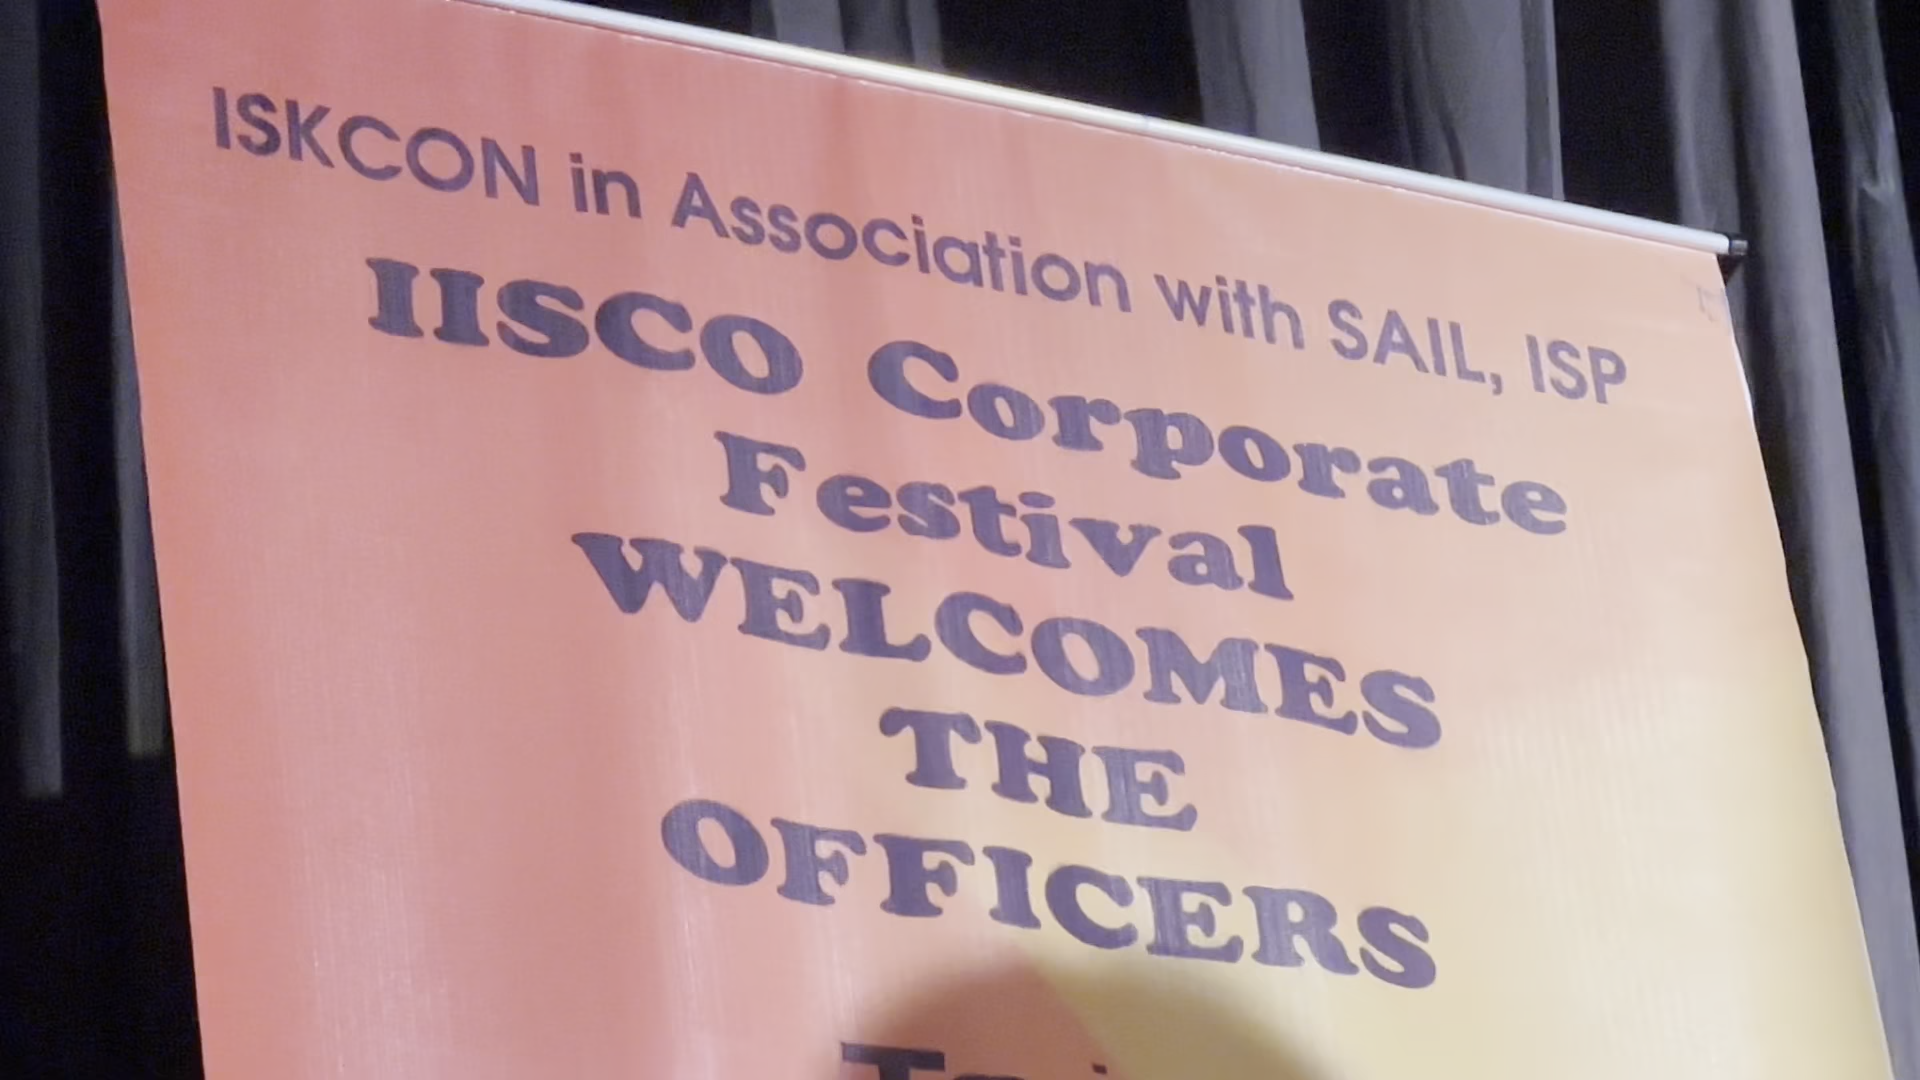 ISKCON in Association with SAIL, ISP
IISCO Corporate
Festival
WELCOMES
THE
OFFICERS